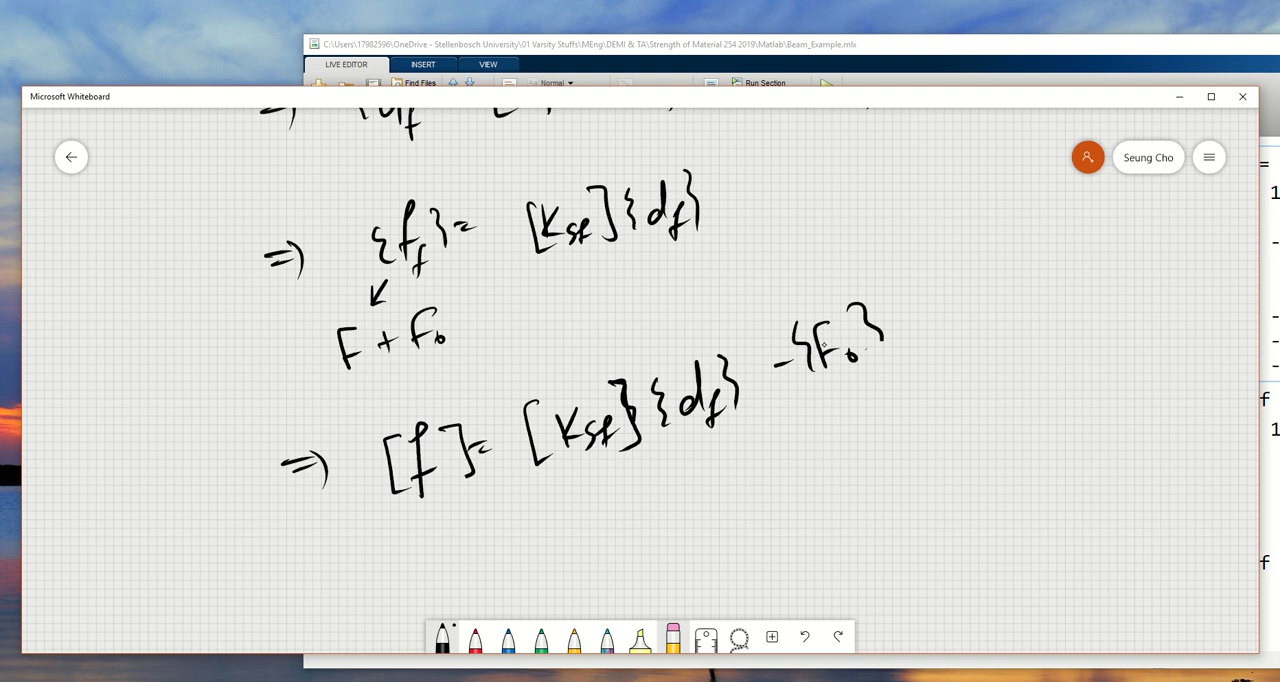 C:\Users\17982596\OneDrive - Stellenbosch University\01 Varsity Stuffs\MEng\DEMI & TA\Strength of Material 254 2019\Matlab\Beam_Example.mlx
LIVE EDITOR INSERT VIEW
Find Files Normal Run Section
Microsoft Whiteboard
Seung Cho
=> {f_f} = [K_sf]{d_f}
F + F_0
=> [f] = [K_sf]{d_f} - {F_0}
=
1
-
-
-
-
f
1
f